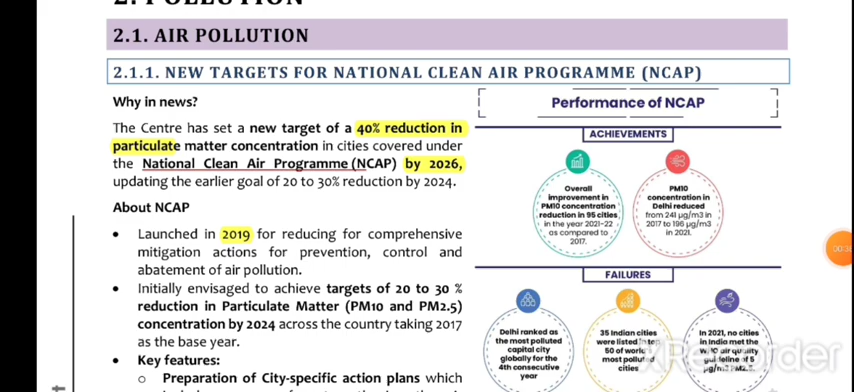 2. POLLUTION
2.1. AIR POLLUTION
2.1.1. NEW TARGETS FOR NATIONAL CLEAN AIR PROGRAMME (NCAP)
Why in news?
The Centre has set a new target of a 40% reduction in
particulate matter concentration in cities covered under
the National Clean Air Programme (NCAP) by 2026,
updating the earlier goal of 20 to 30% reduction by 2024.
About NCAP
• Launched in 2019 for reducing for comprehensive
mitigation actions for prevention, control and
abatement of air pollution.
• Initially envisaged to achieve targets of 20 to 30 %
reduction in Particulate Matter (PM10 and PM2.5)
concentration by 2024 across the country taking 2017
as the base year.
• Key features:
o Preparation of City-specific action plans which
Performance of NCAP
ACHIEVEMENTS
Overall
improvement in
PM10 concentration
reduction in 95 cities
in the year 2021-22
as compared to
2017.
PM10
concentration in
Delhi reduced
from 241 µg/m3 in
2017 to 196 µg/m3
in 2021.
FAILURES
Delhi ranked as
the most polluted
capital city
globally for the
4th consecutive
year
35 Indian cities
were listed in
50 of world
most polluted
cities
In 2021, no cities
in India met the
WHO air quality
guideline of 5
µg/m3 PM2.5.
XRecorder